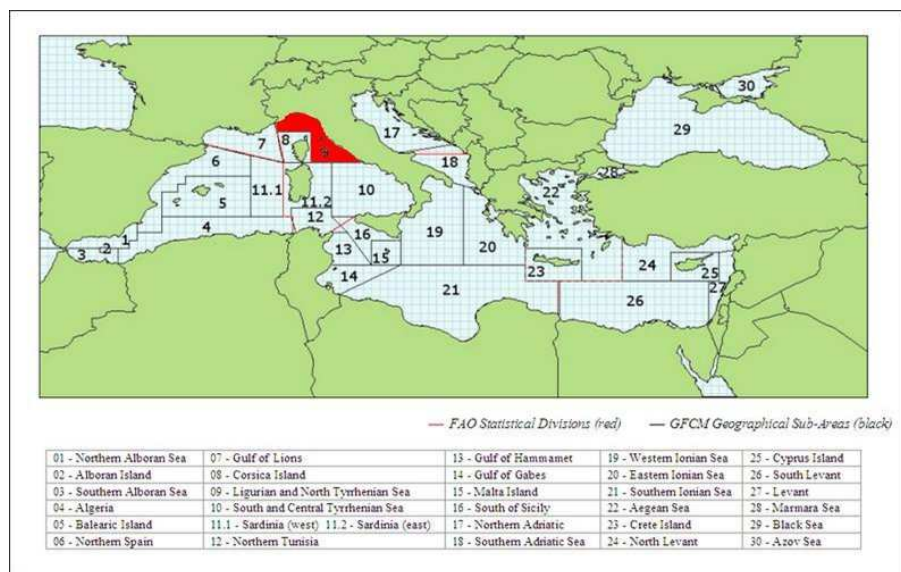 30
29
17
7
8
9
18
28
6
22
11.1
10
5
11.2
12
4
16
19
20
1
2
3
13
15
24
25
23
14
27
21
26
FAO Statistical Divisions (red)
GFCM Geographical Sub-Areas (black)
01 - Northern Alboran Sea
07 - Gulf of Lions
13 - Gulf of Hammamet
19 - Western Ionian Sea
25 - Cyprus Island
02 - Alboran Island
08 - Corsica Island
14 - Gulf of Gabes
20 - Eastern Ionian Sea
26 - South Levant
03 - Southern Alboran Sea
09 - Ligurian and North Tyrrhenian Sea
15 - Malta Island
21 - Southern Ionian Sea
27 - Levant
04 - Algeria
10 - South and Central Tyrrhenian Sea
16 - South of Sicily
22 - Aegean Sea
28 - Marmara Sea
05 - Balearic Island
11.1 - Sardinia (west) 11.2 - Sardinia (east)
17 - Northern Adriatic
23 - Crete Island
29 - Black Sea
06 - Northern Spain
12 - Northern Tunisia
18 - Southern Adriatic Sea
24 - North Levant
30 - Azov Sea